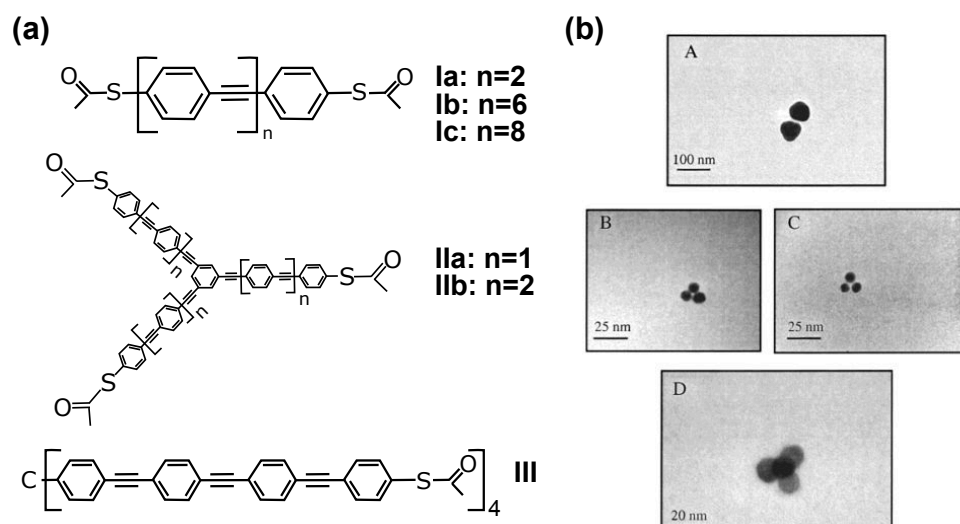 (a)
(b)
O
S
n
S
O
Ia: n=2
Ib: n=6
Ic: n=8
O
S
n
n
n
S
O
S
O
IIa: n=1
IIb: n=2
C
S
O
4
III
A
100 nm
B
25 nm
C
25 nm
D
20 nm